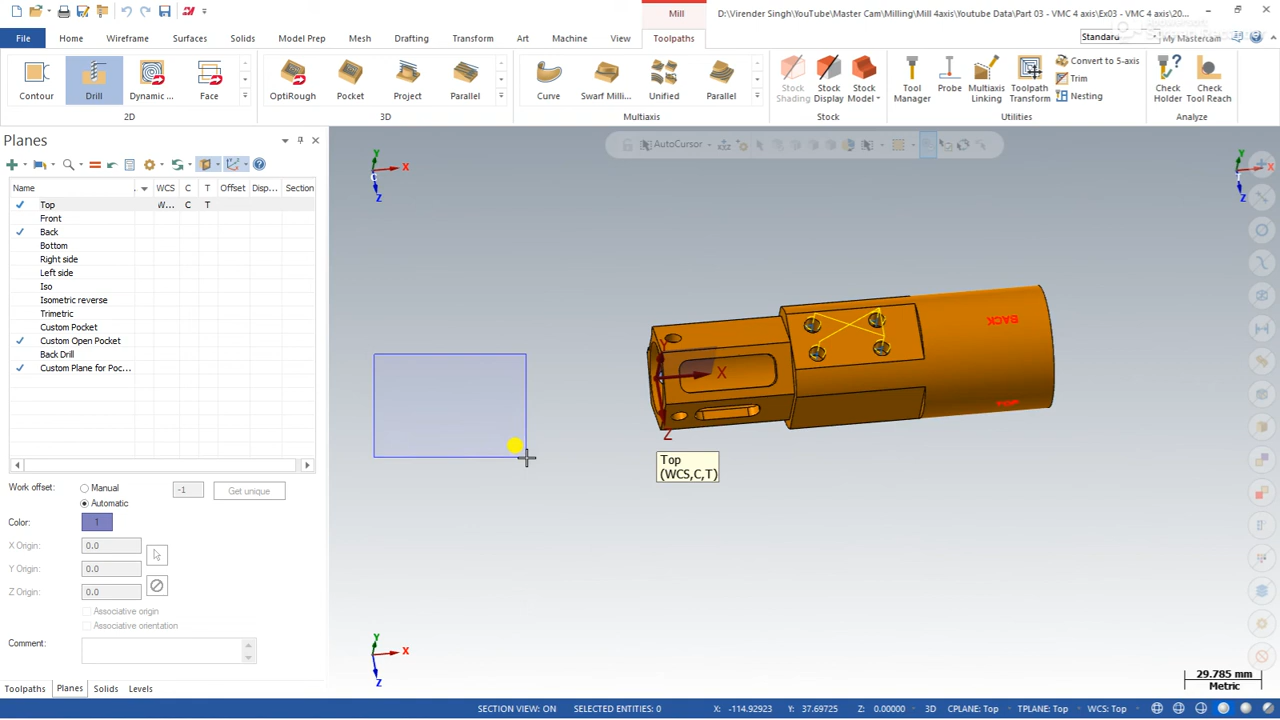 Mill
D:\Virender Singh\YouTube\Master Cam\Milling\Mill 4axis\Youtube Data\Part 03 - VMC 4 axis\Ex03 - VMC 4 axis\20...
File Home Wireframe Surfaces Solids Model Prep Mesh Drafting Transform Art Machine View Toolpaths
Standard My Mastercam
Contour Drill Dynamic ... Face OptiRough Pocket Project Parallel Curve Swarf Milli... Unified Parallel Stock Shading Stock Display Stock Model Tool Manager Probe Multiaxis Linking Toolpath Transform Convert to 5-axis Trim Nesting Check Holder Check Tool Reach
2D 3D Multiaxis Stock Utilities Analyze
Planes
AutoCursor
Name WCS C T Offset Disp... Section
Top W... C T
Front
Back
Bottom
Right side
Left side
Iso
Isometric reverse
Trimetric
Custom Pocket
Custom Open Pocket
Back Drill
Custom Plane for Poc...
Work offset: Manual -1 Get unique
Automatic
Color: 1
X Origin: 0.0
Y Origin: 0.0
Z Origin: 0.0
Associative origin
Associative orientation
Comment:
Toolpaths Planes Solids Levels
Y X Z
Y X Z
Y X Z
BACK
Y
X
Z
Top
(WCS,C,T)
29.785 mm
Metric
SECTION VIEW: ON SELECTED ENTITIES: 0 X: -114.92923 Y: 37.69725 Z: 0.00000 3D CPLANE: Top TPLANE: Top WCS: Top